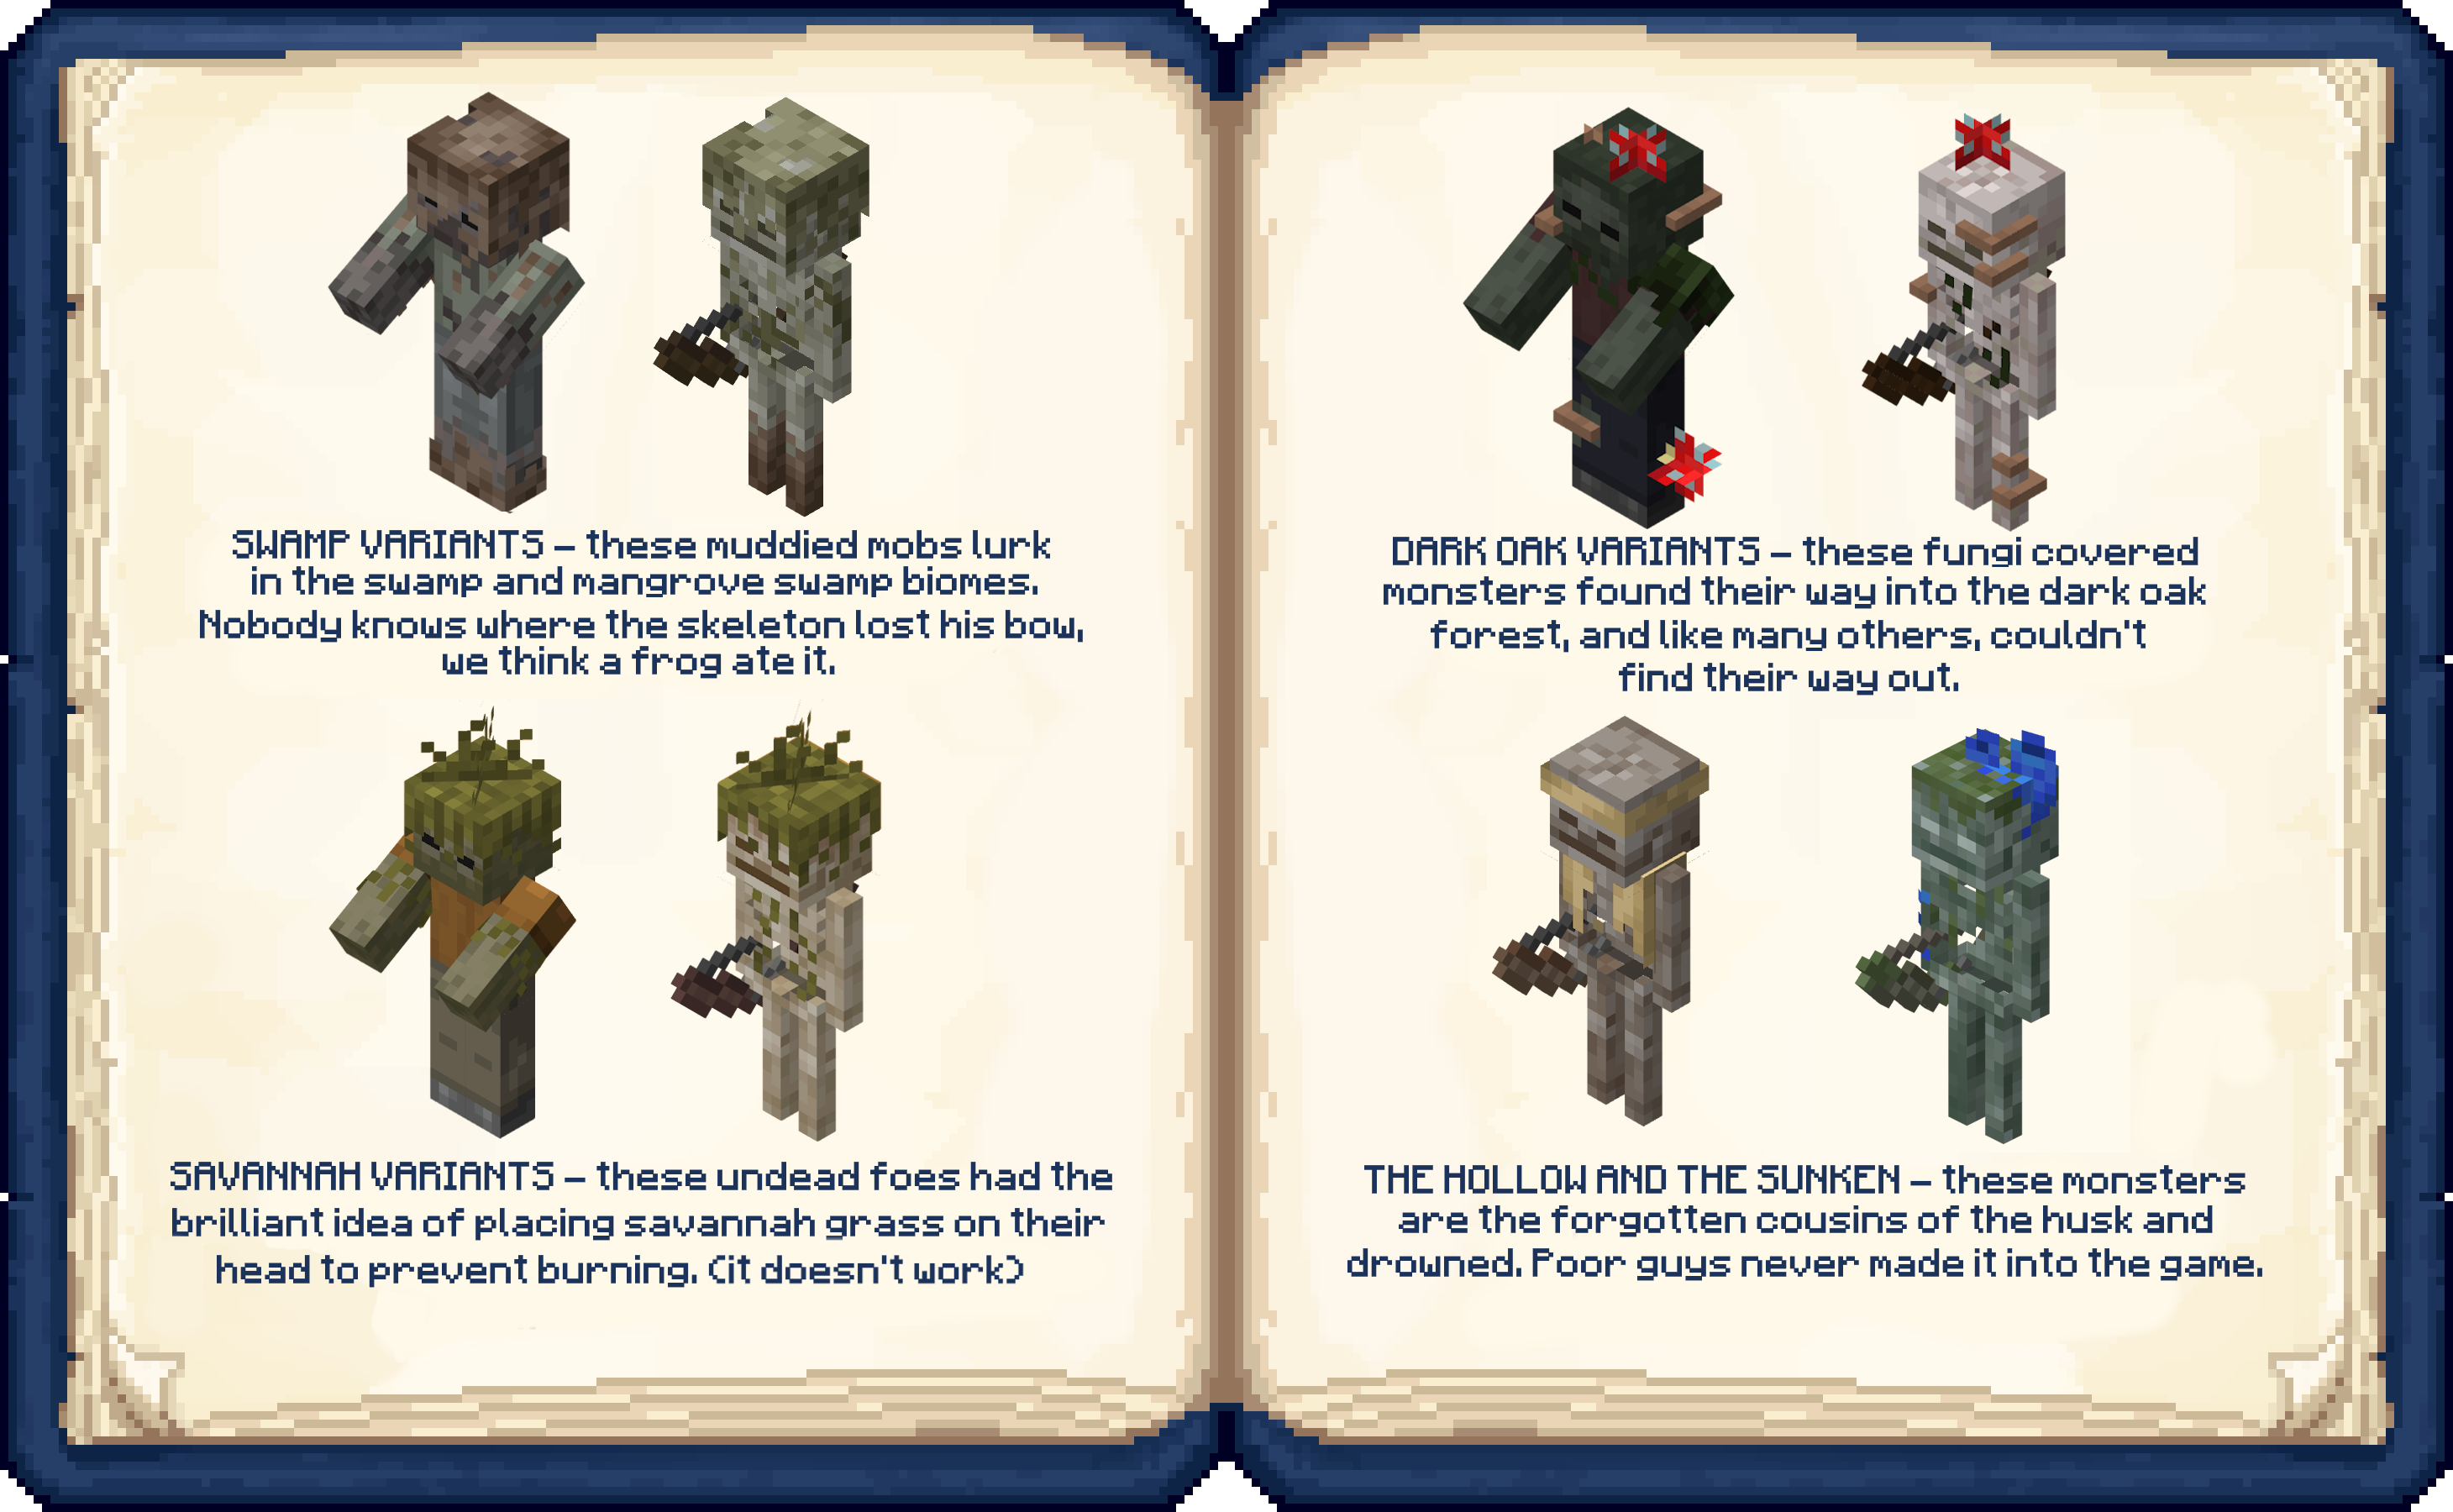 SWAMP VARIANTS – these muddied mobs lurk
in the swamp and mangrove swamp biomes.
Nobody knows where the skeleton lost his bow,
we think a frog ate it.
SAVANNAH VARIANTS – these undead foes had the
brilliant idea of placing savannah grass on their
head to prevent burning. (it doesn't work)
DARK OAK VARIANTS – these fungi covered
monsters found their way into the dark oak
forest, and like many others, couldn't
find their way out.
THE HOLLOW AND THE SUNKEN – these monsters
are the forgotten cousins of the husk and
drowned. Poor guys never made it into the game.